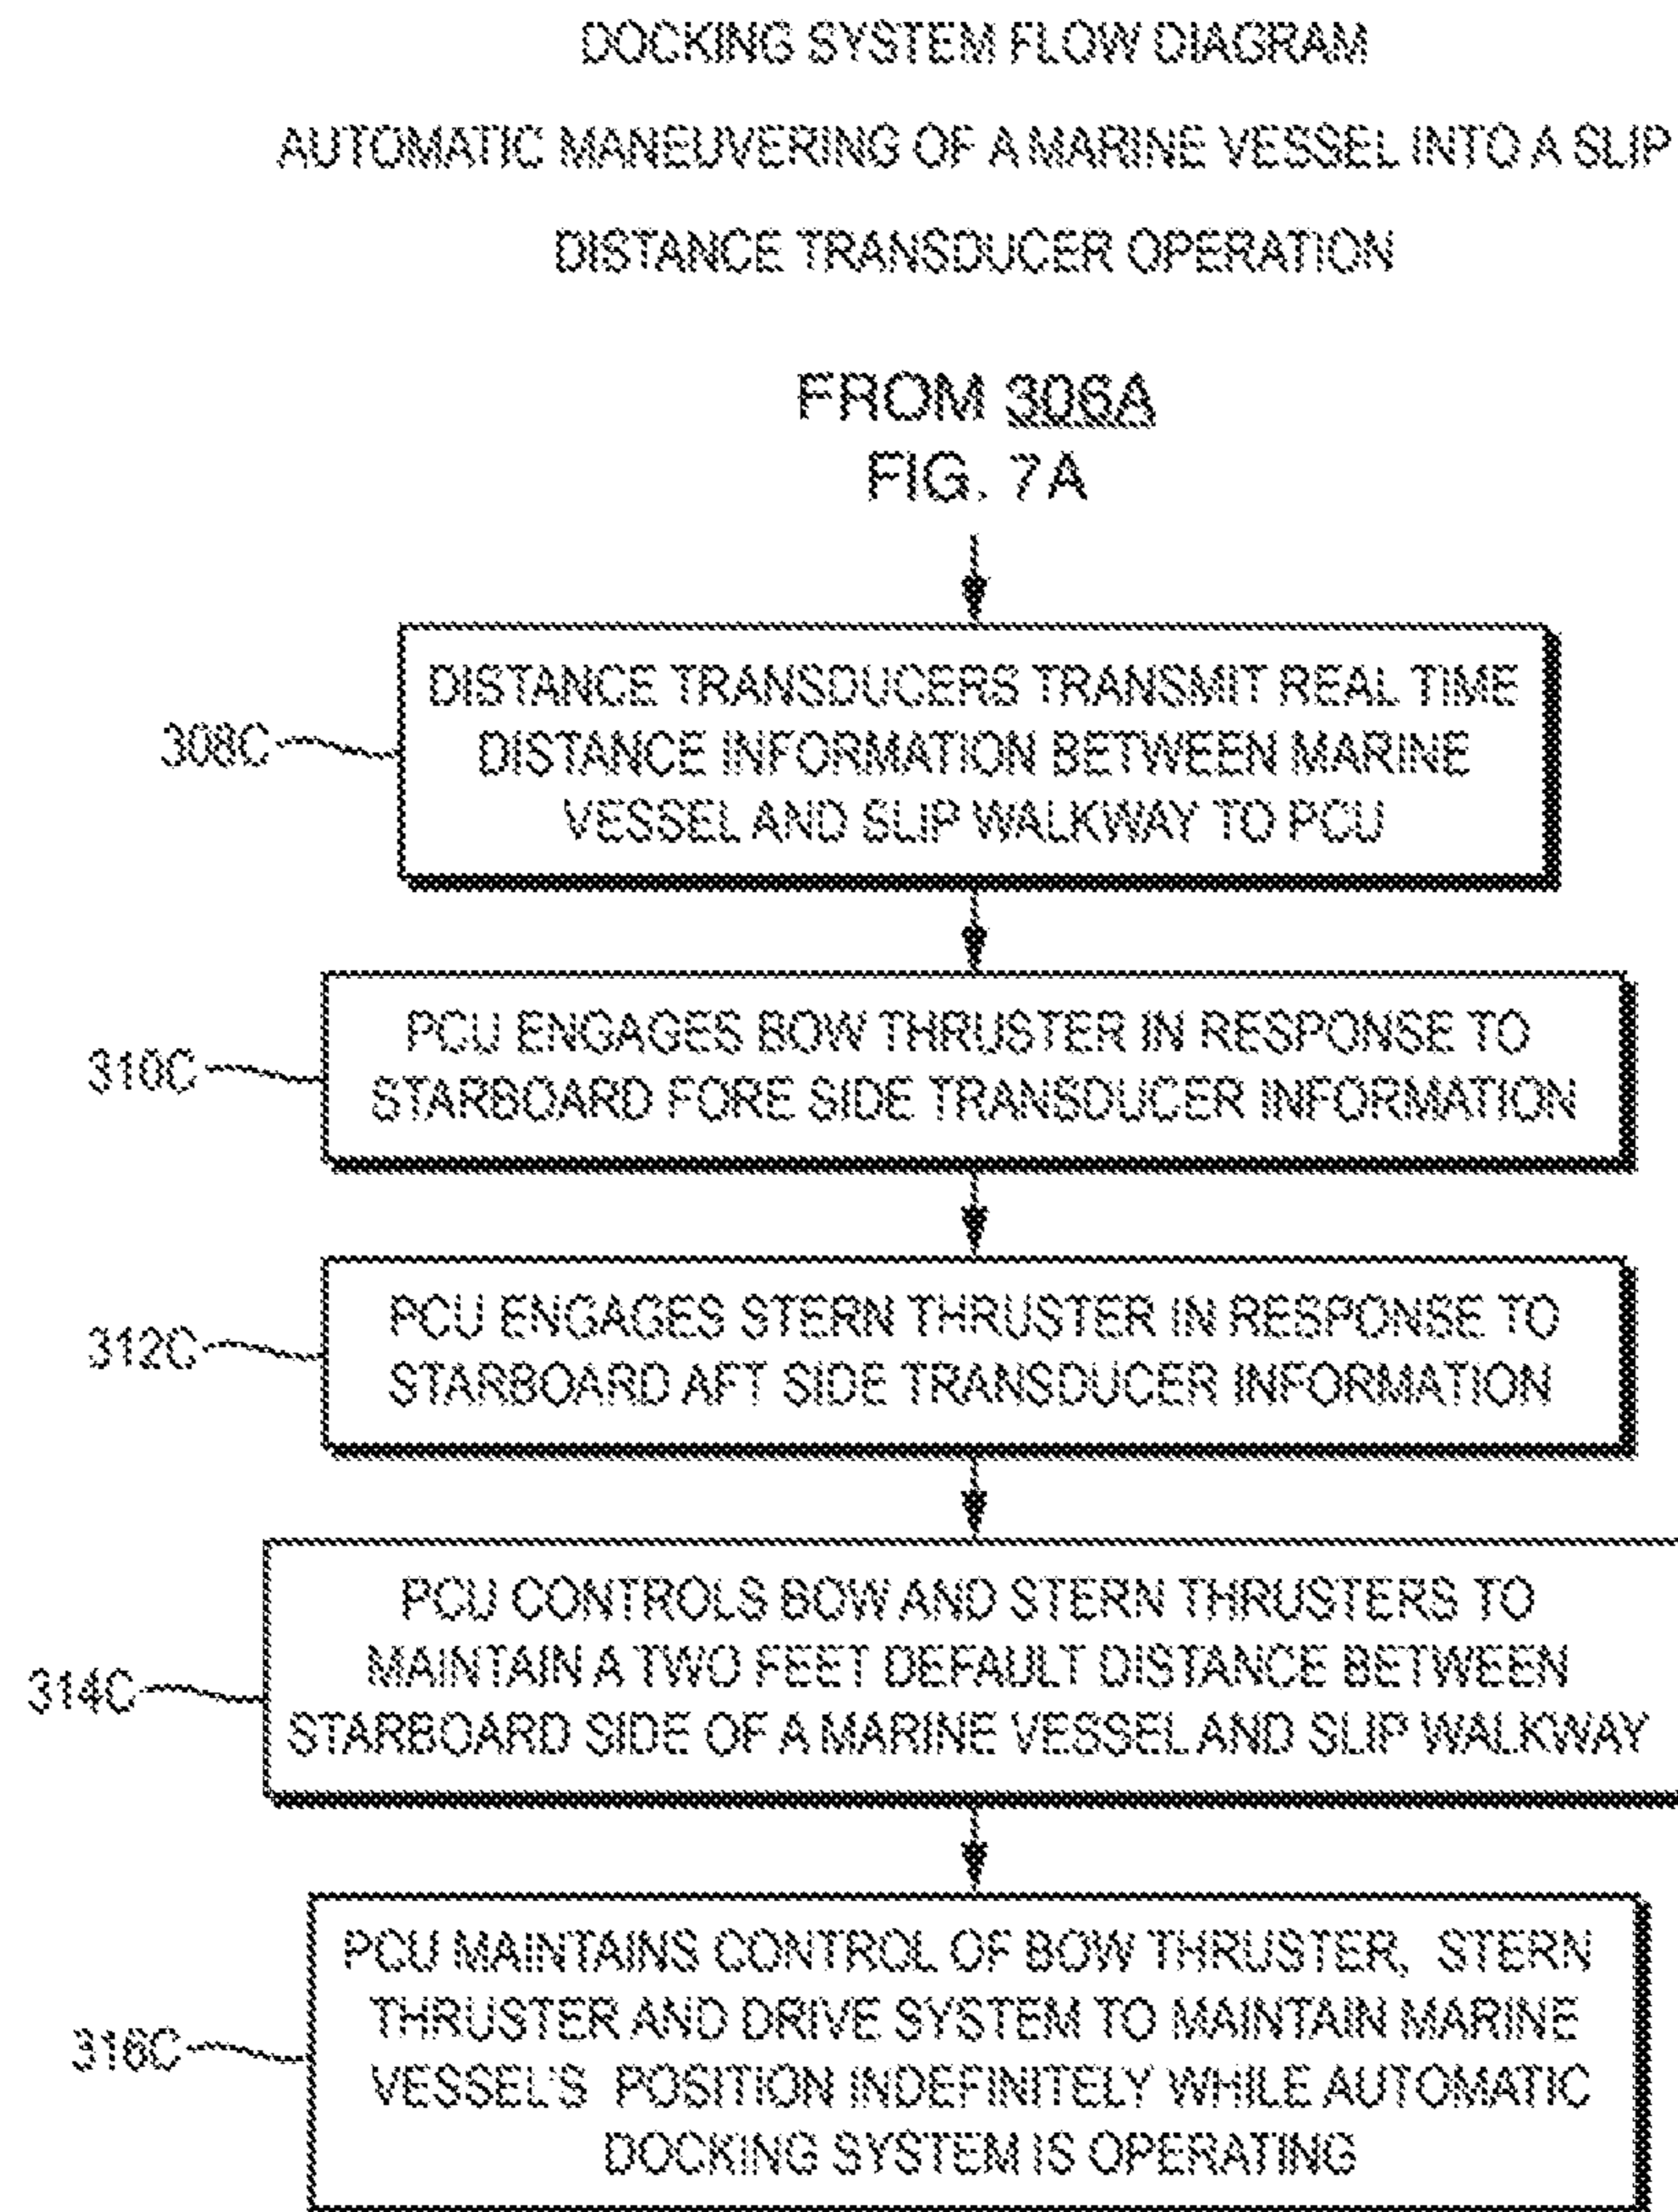 DOCKING SYSTEM FLOW DIAGRAM
AUTOMATIC MANEUVERING OF A MARINE VESSEL INTO A SLIP
DISTANCE TRANSDUCER OPERATION
FROM 306A
FIG. 7A
308C
DISTANCE TRANSDUCERS TRANSMIT REAL TIME
DISTANCE INFORMATION BETWEEN MARINE
VESSEL AND SLIP WALKWAY TO PCU
310C
PCU ENGAGES BOW THRUSTER IN RESPONSE TO
STARBOARD FORE SIDE TRANSDUCER INFORMATION
312C
PCU ENGAGES STERN THRUSTER IN RESPONSE TO
STARBOARD AFT SIDE TRANSDUCER INFORMATION
314C
PCU CONTROLS BOW AND STERN THRUSTERS TO
MAINTAIN A TWO FEET DEFAULT DISTANCE BETWEEN
STARBOARD SIDE OF A MARINE VESSEL AND SLIP WALKWAY
316C
PCU MAINTAINS CONTROL OF BOW THRUSTER, STERN
THRUSTER AND DRIVE SYSTEM TO MAINTAIN MARINE
VESSEL'S POSITION INDEFINITELY WHILE AUTOMATIC
DOCKING SYSTEM IS OPERATING